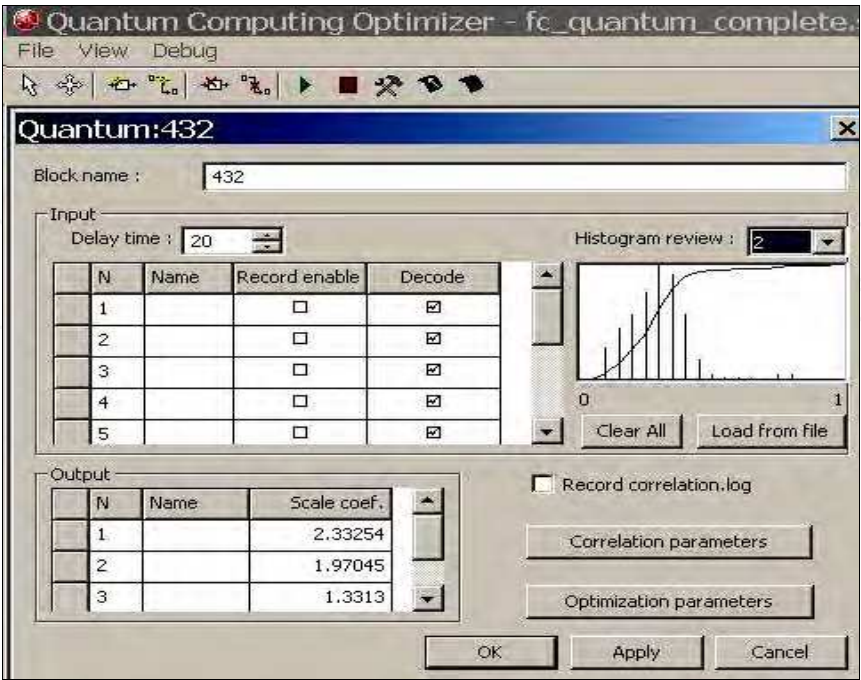 Quantum Computing Optimizer - fc_quantum_complete.
File View Debug
Quantum:432
Block name : 432
Input
Delay time : 20
Histogram review : 2
N Name Record enable Decode
1
2
3
4
5
0 1
Clear All Load from file
Output
Record correlation.log
N Name Scale coef.
1 2.33254
2 1.97045
3 1.3313
Correlation parameters
Optimization parameters
OK Apply Cancel